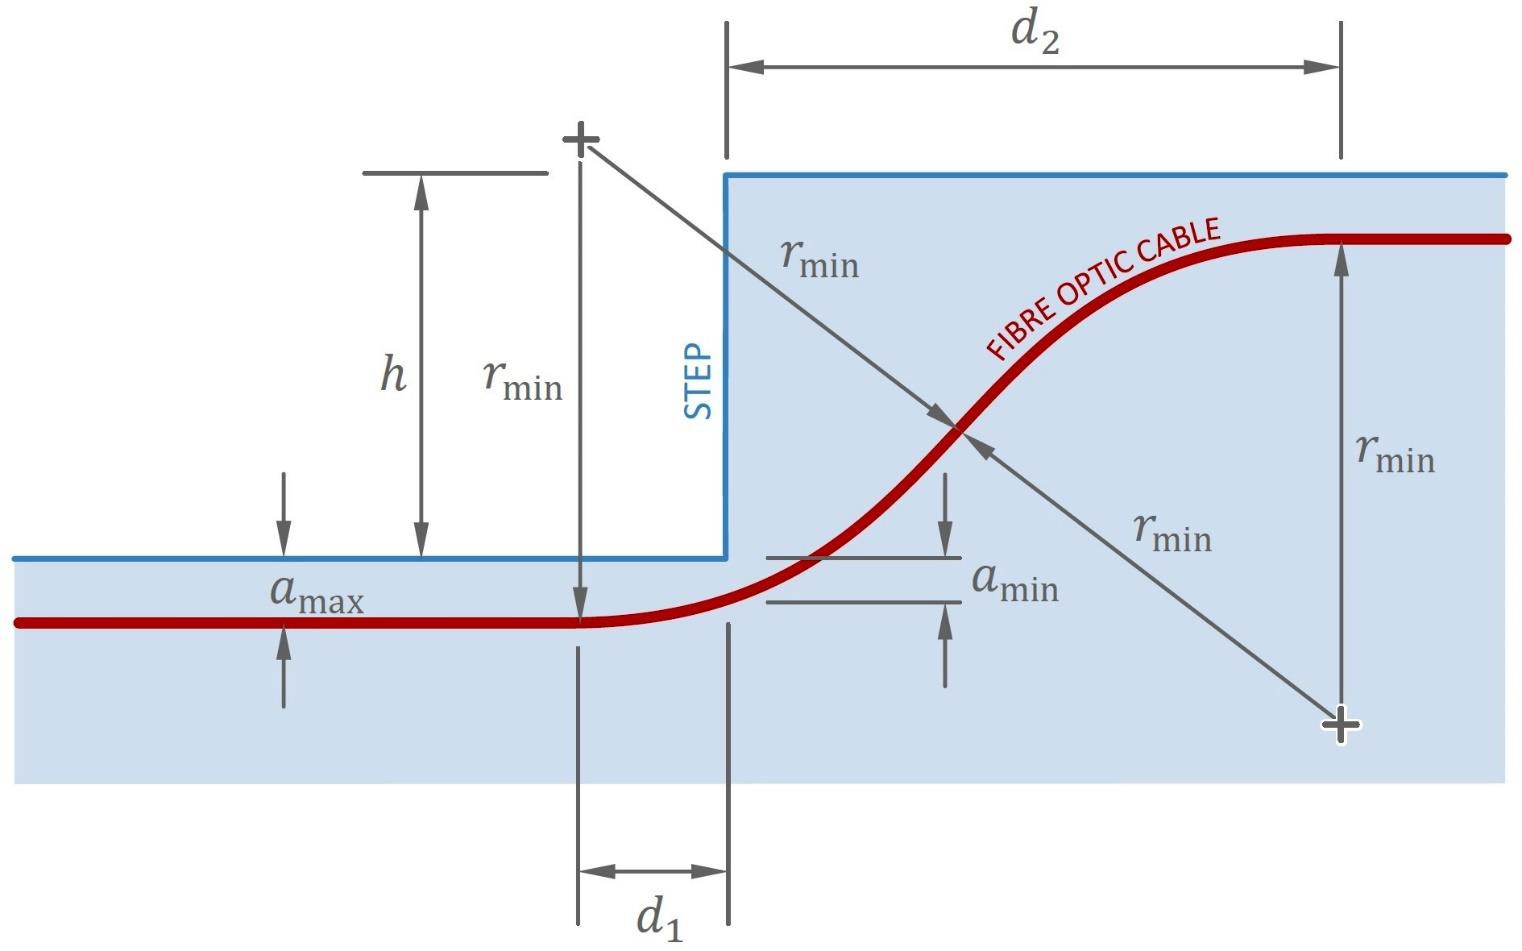 d₂
r_min
FIBRE OPTIC CABLE
h
r_min
STEP
r_min
r_min
a_max
a_min
d₁